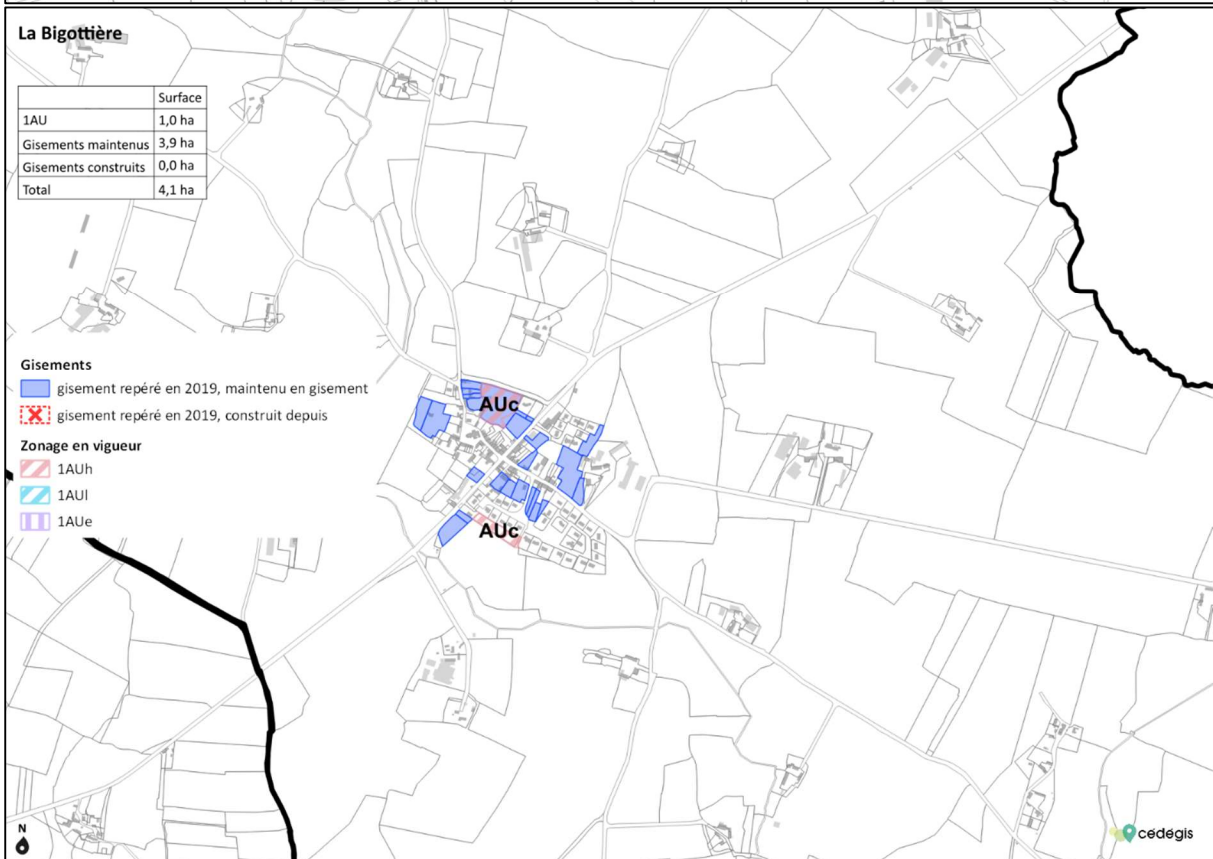 La Bigottière
Surface
1AU 1,0 ha
Gisements maintenus 3,9 ha
Gisements construits 0,0 ha
Total 4,1 ha
Gisements
gisement repéré en 2019, maintenu en gisement
gisement repéré en 2019, construit depuis
Zonage en vigueur
1AUh
1AUl
1AUe
AUc
AUc
N
cedegis